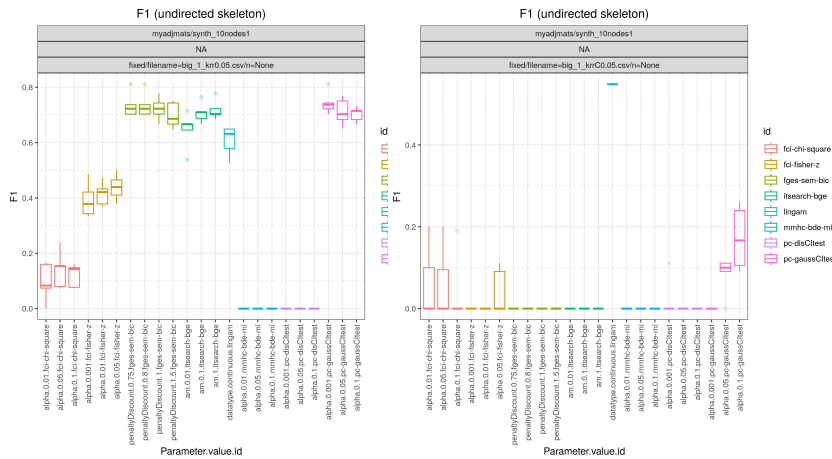 F1 (undirected skeleton)
myadjmats/synth_10nodes1
NA
fixed/filename=big_1_krr0.05.csv/n=None
0.8
0.6
0.4
0.2
0.0
F1
alpha.0.01.fci-chi-square
alpha.0.05.fci-chi-square
alpha.0.1.fci-chi-square
alpha.0.001.fci-fisher-z
alpha.0.01.fci-fisher-z
alpha.0.05.fci-fisher-z
penaltyDiscount.0.75.fges-sem-bic
penaltyDiscount.0.8.fges-sem-bic
penaltyDiscount.1.fges-sem-bic
penaltyDiscount.1.5.fges-sem-bic
am.0.01.itsearch-bge
am.0.1.itsearch-bge
am.1.itsearch-bge
datatype.continuous.lingam
alpha.0.01.mmhc-bde-mi
alpha.0.05.mmhc-bde-mi
alpha.0.1.mmhc-bde-mi
alpha.0.001.pc-disCItest
alpha.0.05.pc-disCItest
alpha.0.1.pc-disCItest
alpha.0.001.pc-gaussCItest
alpha.0.05.pc-gaussCItest
alpha.0.1.pc-gaussCItest
Parameter.value.id
id
F1 (undirected skeleton)
myadjmats/synth_10nodes1
NA
fixed/filename=big_1_krrC0.05.csv/n=None
0.4
0.2
0.0
F1
alpha.0.01.fci-chi-square
alpha.0.05.fci-chi-square
alpha.0.1.fci-chi-square
alpha.0.001.fci-fisher-z
alpha.0.01.fci-fisher-z
alpha.0.05.fci-fisher-z
penaltyDiscount.0.75.fges-sem-bic
penaltyDiscount.0.8.fges-sem-bic
penaltyDiscount.1.fges-sem-bic
penaltyDiscount.1.5.fges-sem-bic
am.0.01.itsearch-bge
am.0.1.itsearch-bge
am.1.itsearch-bge
datatype.continuous.lingam
alpha.0.01.mmhc-bde-mi
alpha.0.05.mmhc-bde-mi
alpha.0.1.mmhc-bde-mi
alpha.0.001.pc-disCItest
alpha.0.05.pc-disCItest
alpha.0.1.pc-disCItest
alpha.0.001.pc-gaussCItest
alpha.0.05.pc-gaussCItest
alpha.0.1.pc-gaussCItest
Parameter.value.id
id
fci-chi-square
fci-fisher-z
fges-sem-bic
itsearch-bge
lingam
mmhc-bde-mi
pc-disCItest
pc-gaussCItes